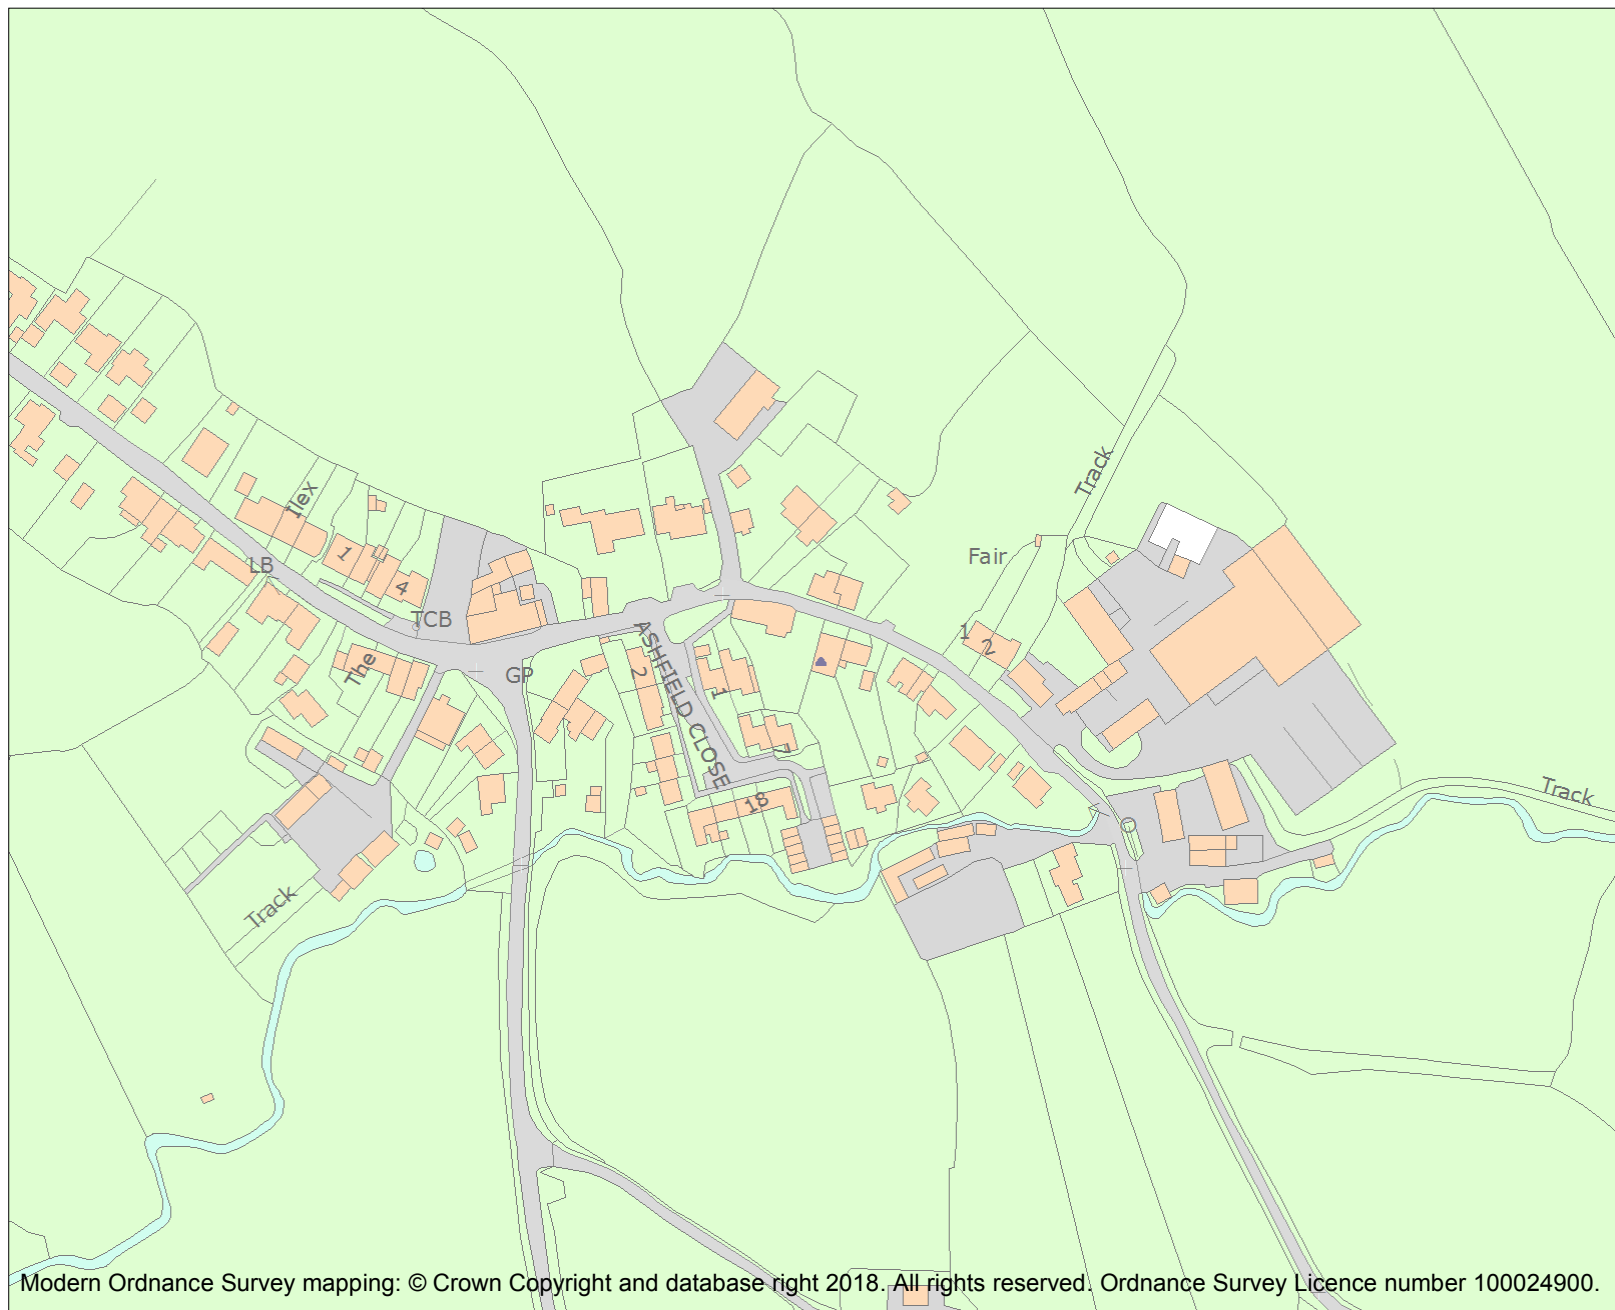 Track
Ilex
1
LB
4
Fair
TCB
1
2
The
GP
ASHFIELD CLOSE
2
1
7
18
Track
Track
Modern Ordnance Survey mapping: © Crown Copyright and database right 2018. All rights reserved. Ordnance Survey Licence number 100024900.